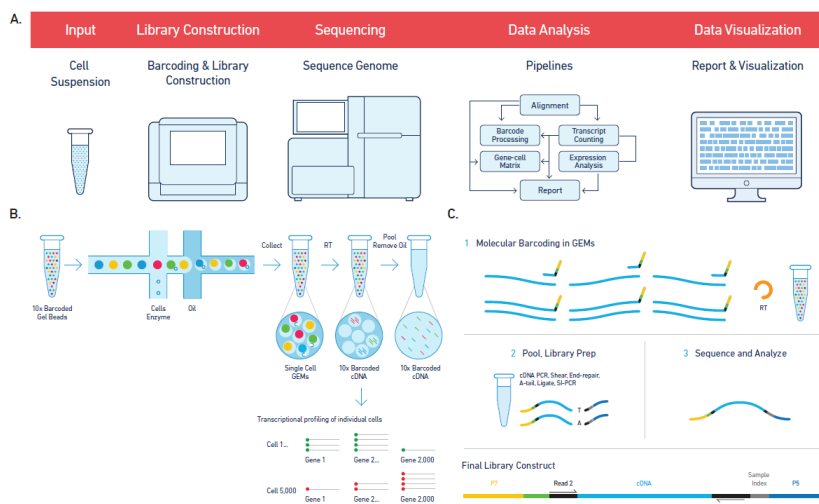 A.
Input
Library Construction
Sequencing
Data Analysis
Data Visualization
Cell
Suspension
Barcoding & Library
Construction
Sequence Genome
Pipelines
Report & Visualization
Alignment
Barcode
Processing
Transcript
Counting
Gene-cell
Matrix
Expression
Analysis
Report
B.
10x Barcoded
Gel Beads
Cells
Enzyme
Oil
Collect
RT
Pool
Remove Oil
Single Cell
GEMs
10x Barcoded
cDNA
10x Barcoded
cDNA
Transcriptional profiling of individual cells
Cell 1...
Gene 1
Gene 2...
Gene 2,000
Cell 5,000
Gene 1
Gene 2...
Gene 2,000
C.
1 Molecular Barcoding in GEMs
RT
2 Pool, Library Prep
cDNA PCR, Shear, End-repair,
A-tail, Ligate, SI-PCR
T
A
3 Sequence and Analyze
Final Library Construct
P7
Read 2
cDNA
Sample
Index
P5